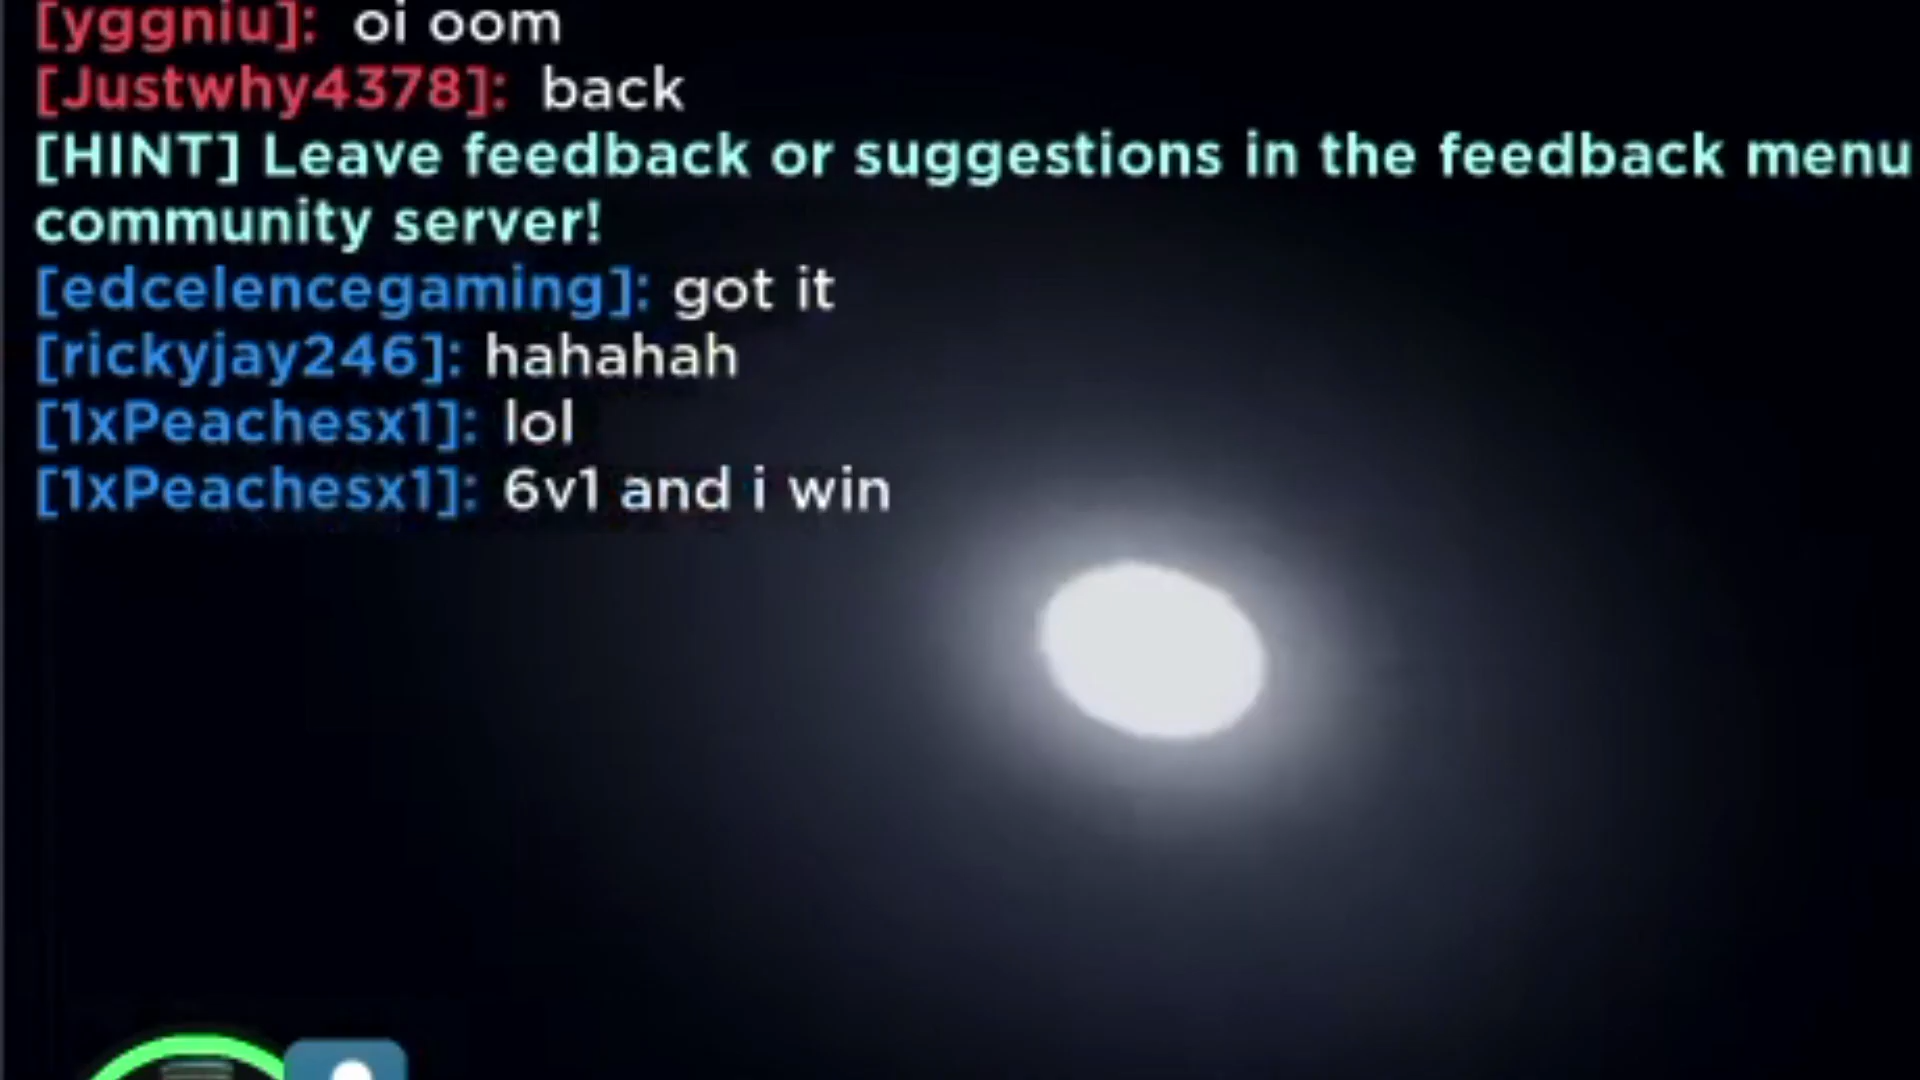 [yggniu]: oi oom
[Justwhy4378]: back
[HINT] Leave feedback or suggestions in the feedback menu
community server!
[edcelencegaming]: got it
[rickyjay246]: hahahah
[1xPeachesx1]: lol
[1xPeachesx1]: 6v1 and i win